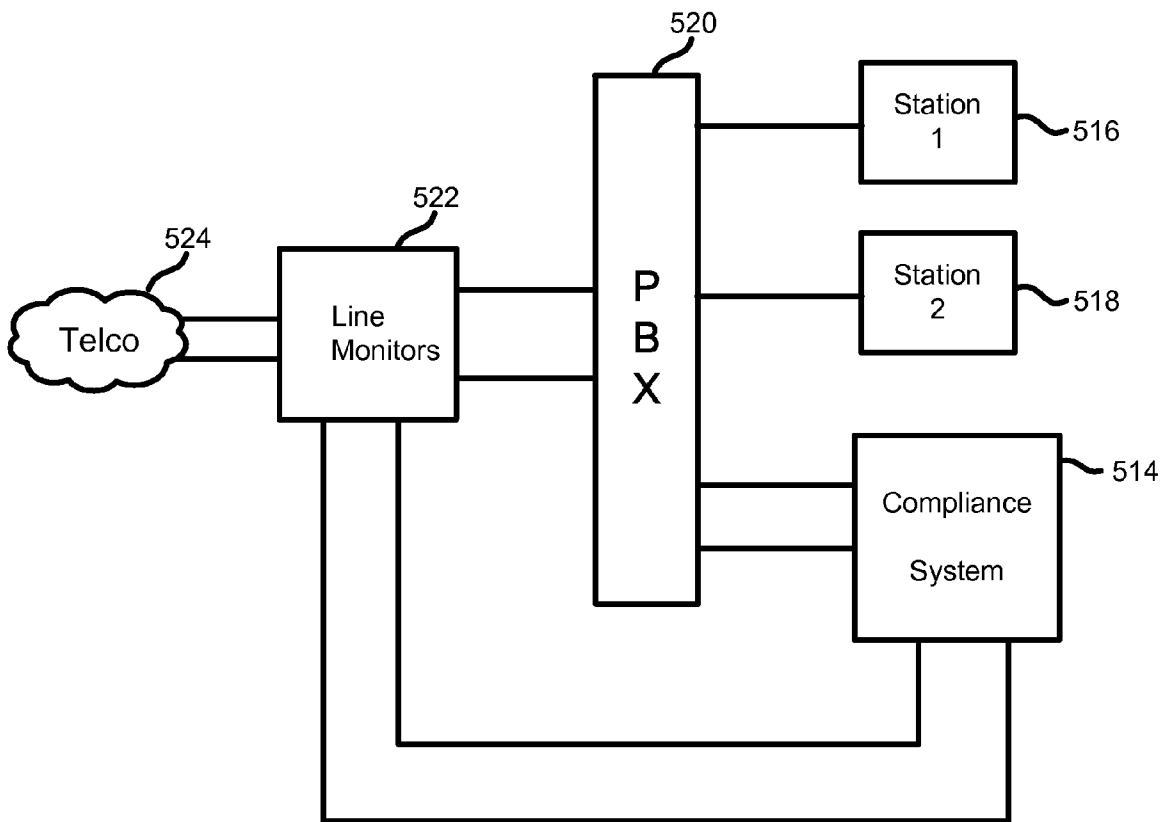 520
Station
1
516
522
524
Station
2
518
P
B
X
Line
Monitors
Telco
Compliance
System
514